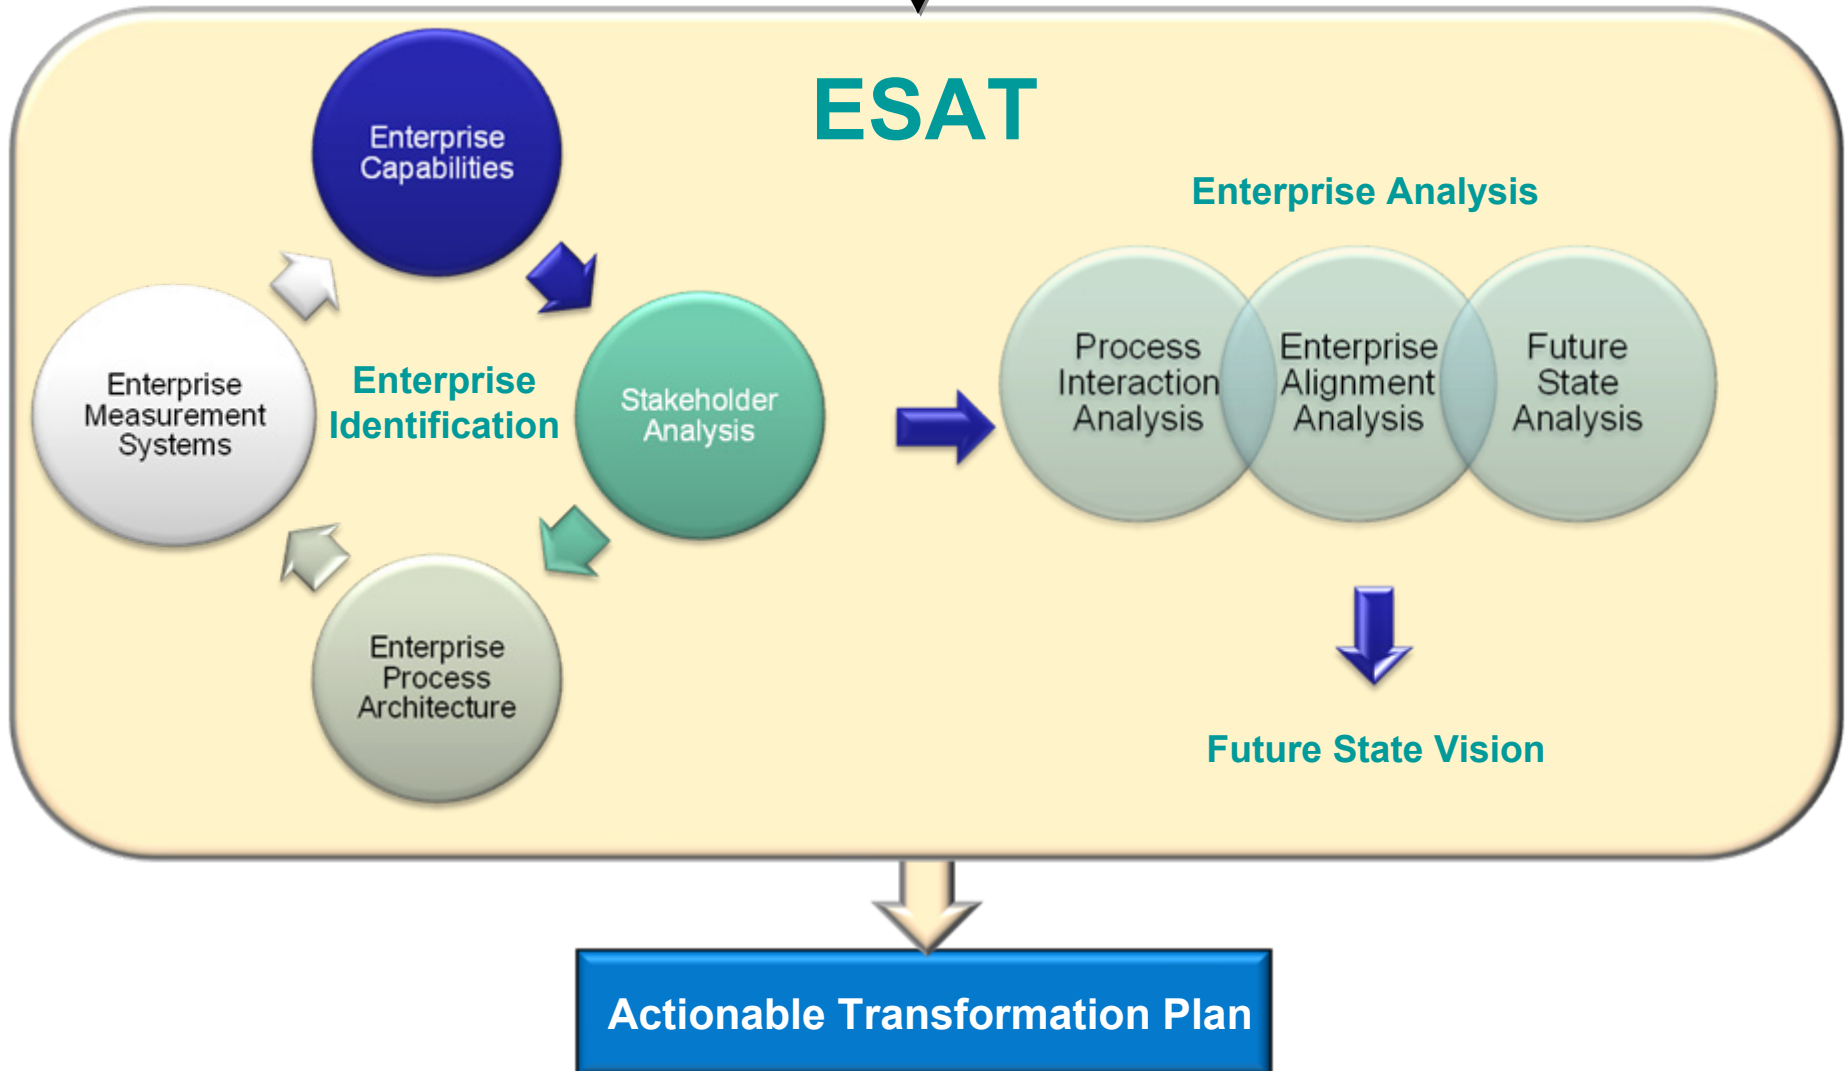 ESAT
Enterprise
Capabilities
Enterprise
Measurement
Systems
Enterprise
Identification
Stakeholder
Analysis
Enterprise
Process
Architecture
Enterprise Analysis
Process
Interaction
Analysis
Enterprise
Alignment
Analysis
Future
State
Analysis
Future State Vision
Actionable Transformation Plan